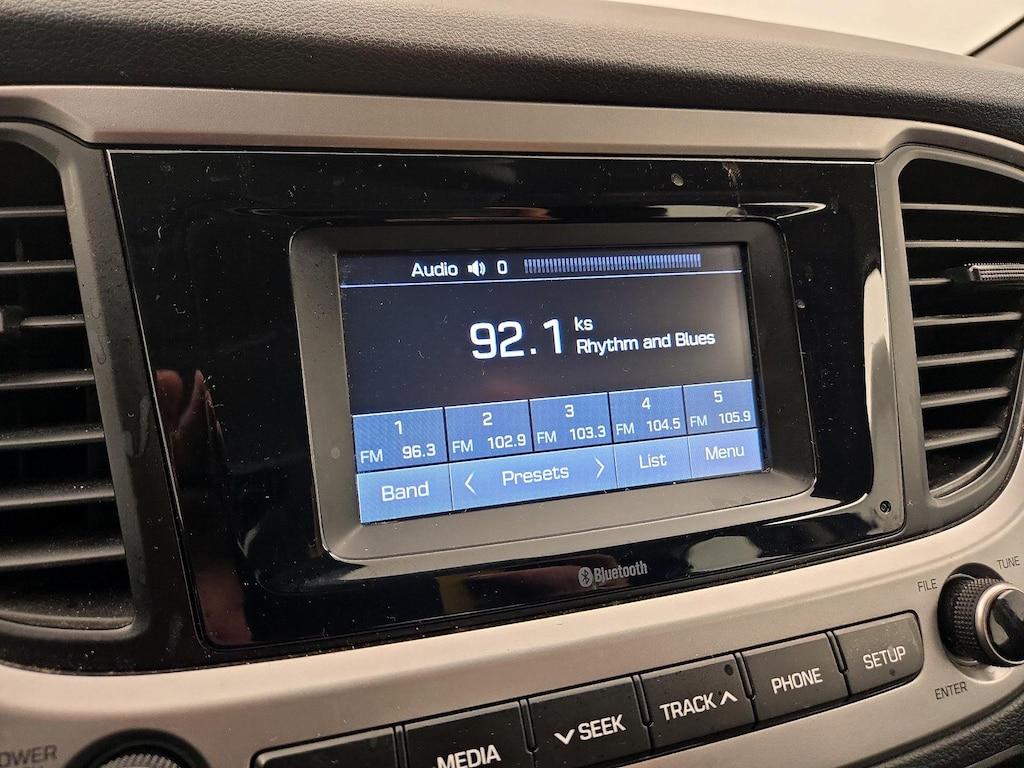 Audio 0
92.1 ks
Rhythm and Blues
1 2 3 4 5
FM 96.3 FM 102.9 FM 103.3 FM 104.5 FM 105.9
Band < Presets > List Menu
Bluetooth
TUNE
FILE
ENTER
MEDIA ∨ SEEK TRACK ∧ PHONE SETUP